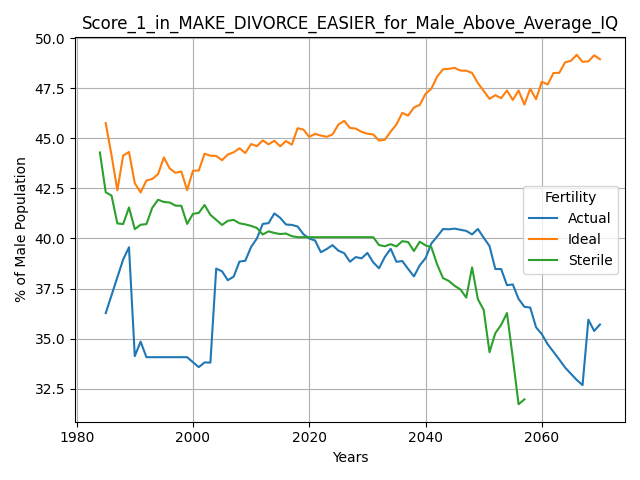 Score_1_in_MAKE_DIVORCE_EASIER_for_Male_Above_Average_IQ
50.0
47.5
45.0
42.5
40.0
37.5
35.0
32.5
% of Male Population
Fertility
Actual
Ideal
Sterile
1980
2000
2020
2040
2060
Years